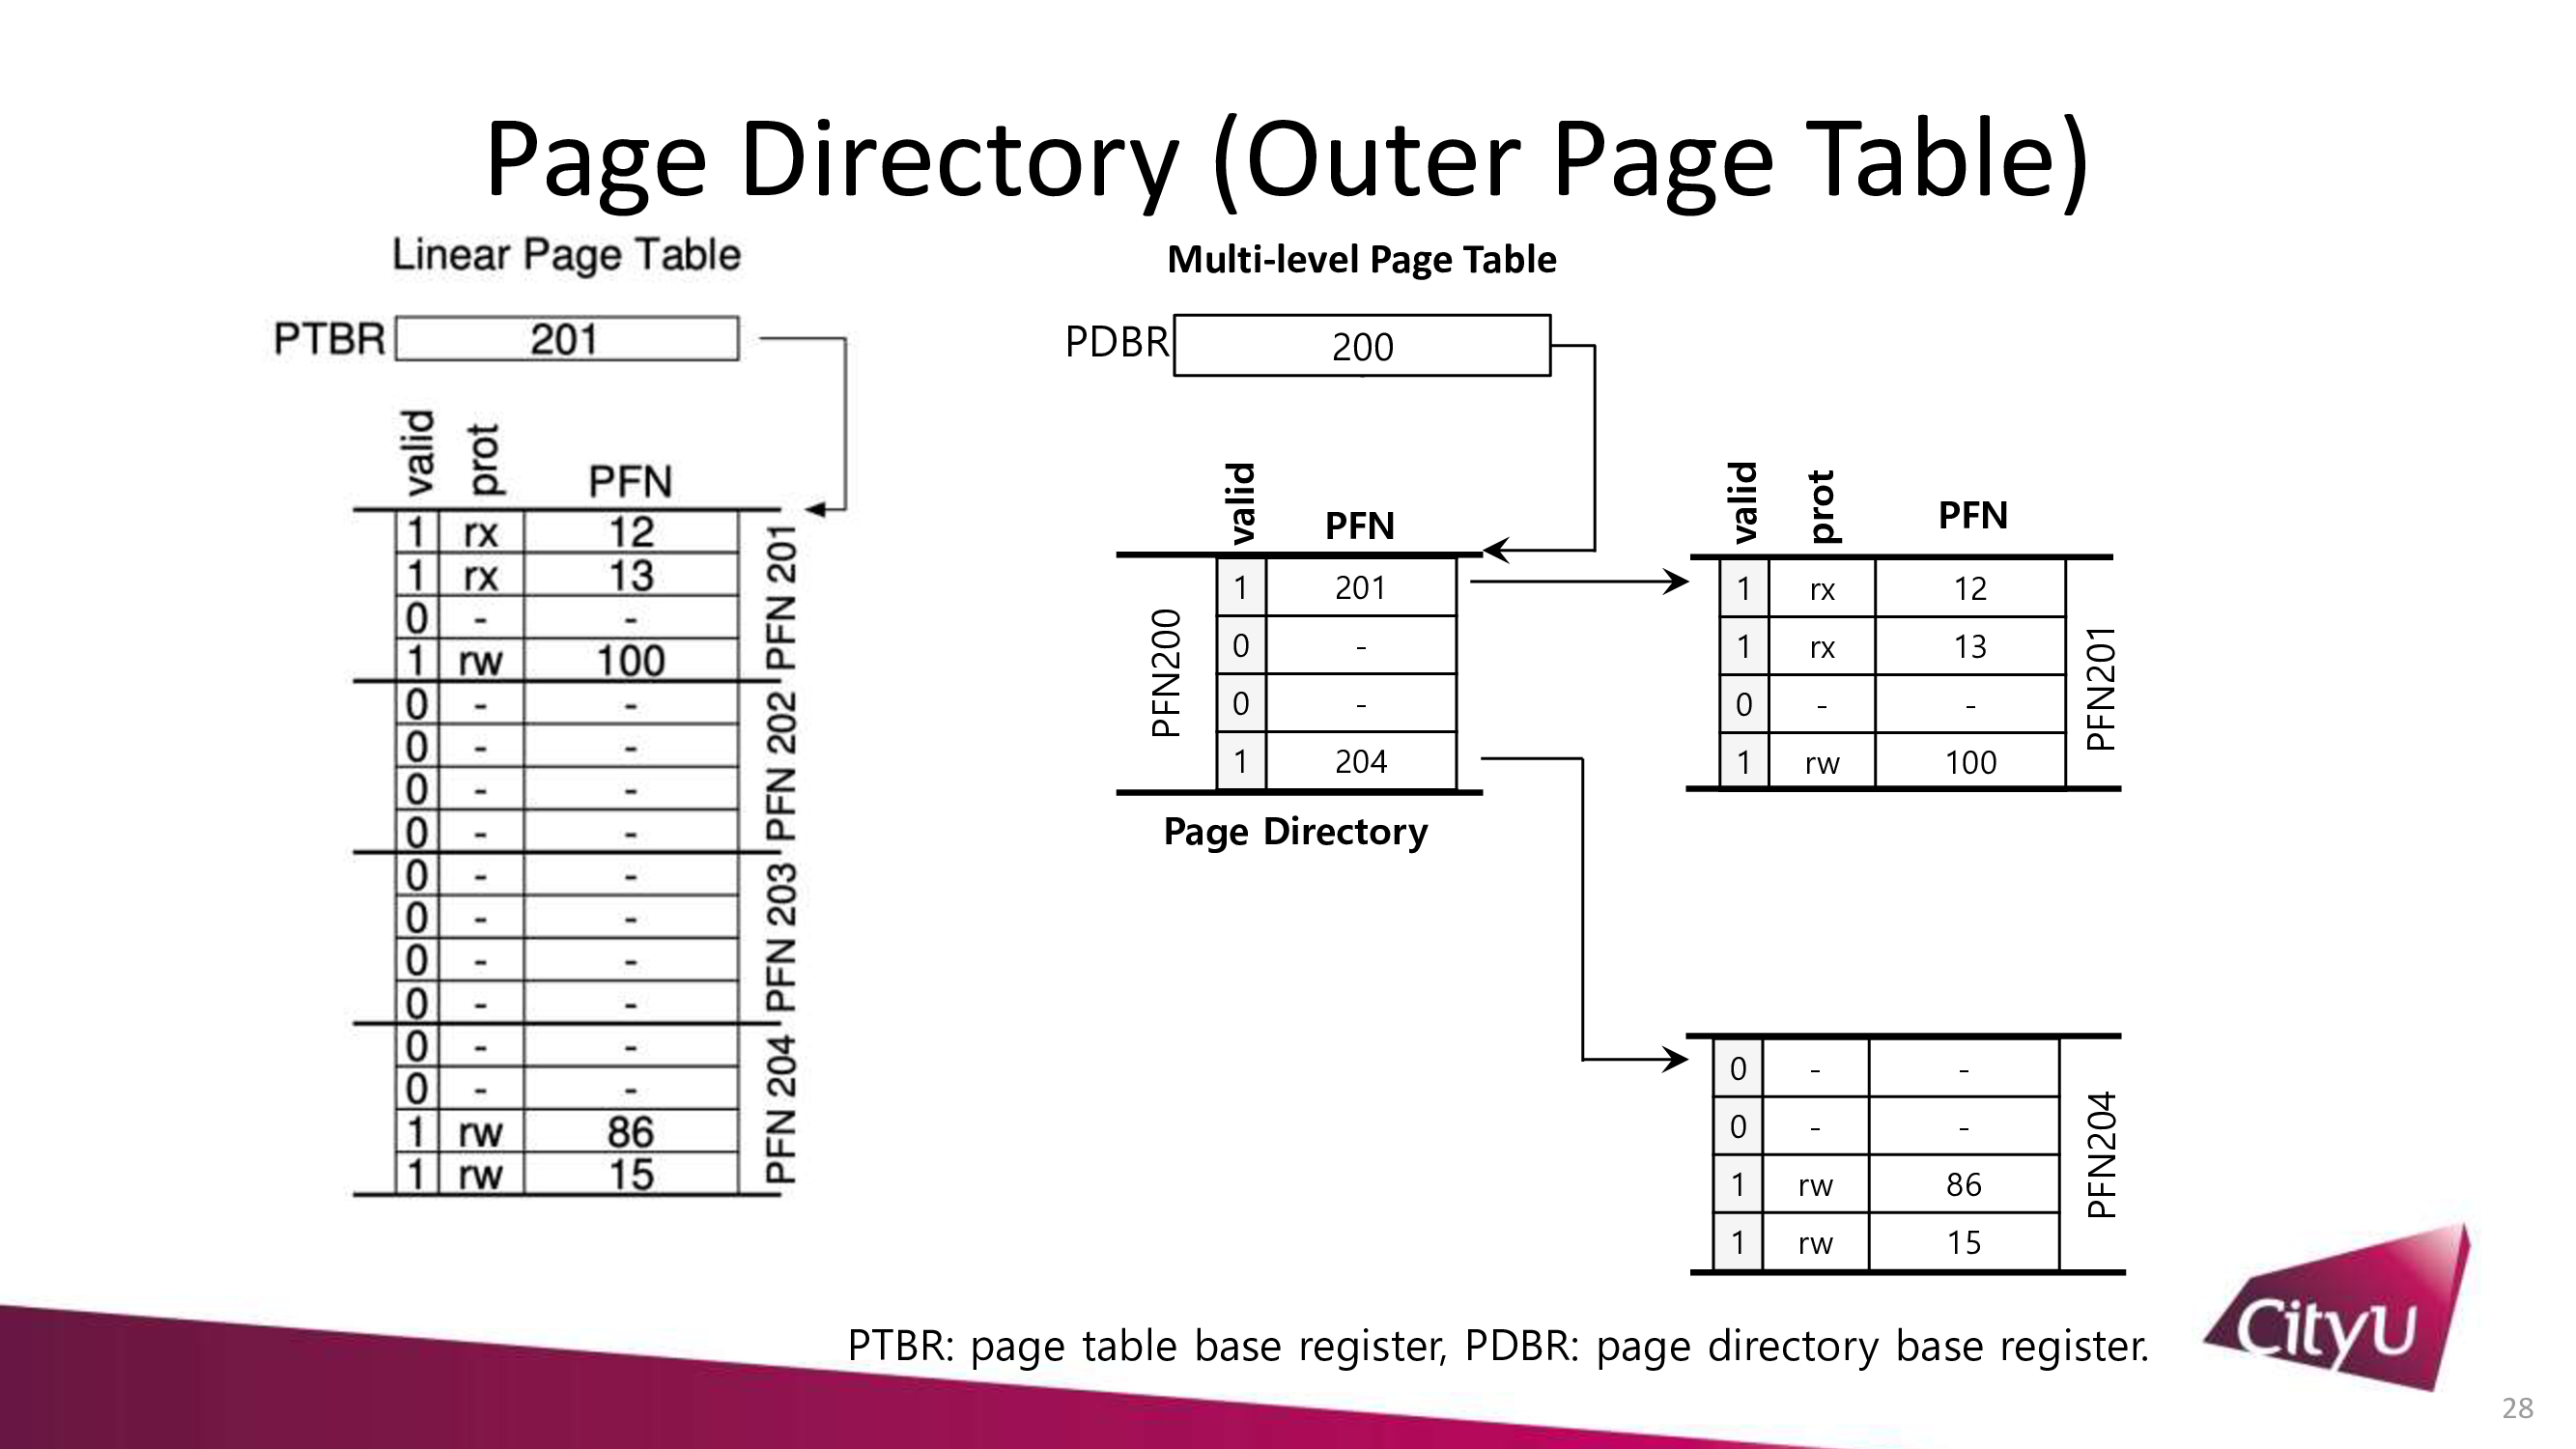 Page Directory (Outer Page Table)
Linear Page Table
PTBR 201
valid prot PFN
1 rx 12
1 rx 13
0 - -
1 rw 100
PFN 201
0 - -
0 - -
0 - -
0 - -
PFN 202
0 - -
0 - -
0 - -
0 - -
PFN 203
0 - -
0 - -
1 rw 86
1 rw 15
PFN 204
Multi-level Page Table
PDBR 200
valid PFN
PFN200
1 201
0 -
0 -
1 204
Page Directory
valid prot PFN
1 rx 12
1 rx 13
0 - -
1 rw 100
PFN201
0 - -
0 - -
1 rw 86
1 rw 15
PFN204
PTBR: page table base register, PDBR: page directory base register.
CityU
28